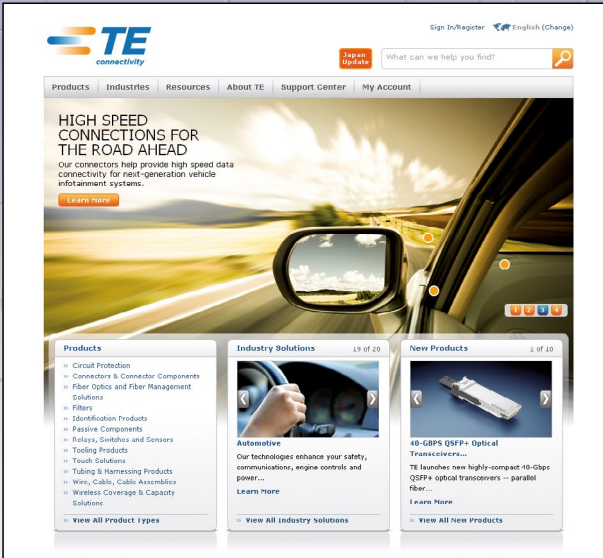 TE
connectivity
Sign In/Register English (Change)
Japan
Update
What can we help you find?
Products Industries Resources About TE Support Center My Account
HIGH SPEED
CONNECTIONS FOR
THE ROAD AHEAD
Our connectors help provide high speed data
connectivity for next-generation vehicle
infotainment systems.
Learn More
1 2 3 4
Products
» Circuit Protection
» Connectors & Connector Components
» Fiber Optics and Fiber Management
Solutions
» Filters
» Identification Products
» Passive Components
» Relays, Switches and Sensors
» Tooling Products
» Touch Solutions
» Tubing & Harnessing Products
» Wire, Cable, Cable Assemblies
» Wireless Coverage & Capacity
Solutions
» View All Product Types
Industry Solutions 19 of 20
Automotive
Our technologies enhance your safety,
communications, engine controls and
power...
Learn More
» View All Industry Solutions
New Products 1 of 10
40-GBPS QSFP+ Optical
Transceivers...
TE launches new highly-compact 40-Gbps
QSFP+ optical transceivers -- parallel
fiber...
Learn More
» View All New Products